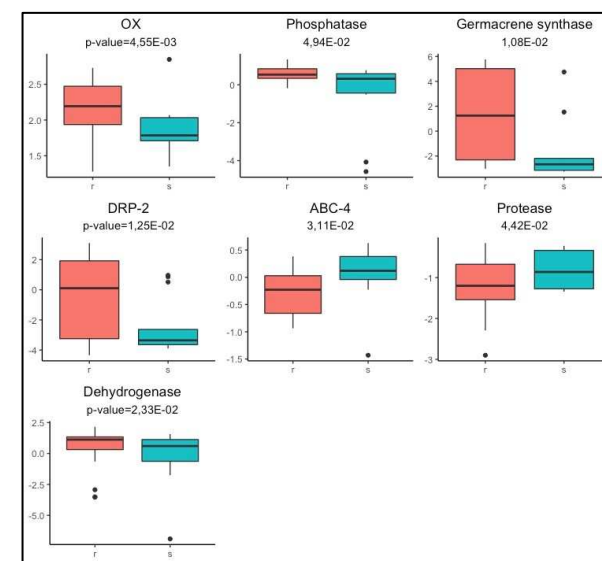 OX
p-value=4,55E-03
2.5
2.0
1.5
r s
Phosphatase
4,94E-02
0
-2
-4
r s
Germacrene synthase
1,08E-02
6
4
2
0
-2
r s
DRP-2
p-value=1,25E-02
2
0
-2
-4
r s
ABC-4
3,11E-02
0.5
0.0
-0.5
-1.0
-1.5
r s
Protease
4,42E-02
-1
-2
-3
r s
Dehydrogenase
p-value=2,33E-02
2.5
0.0
-2.5
-5.0
r s